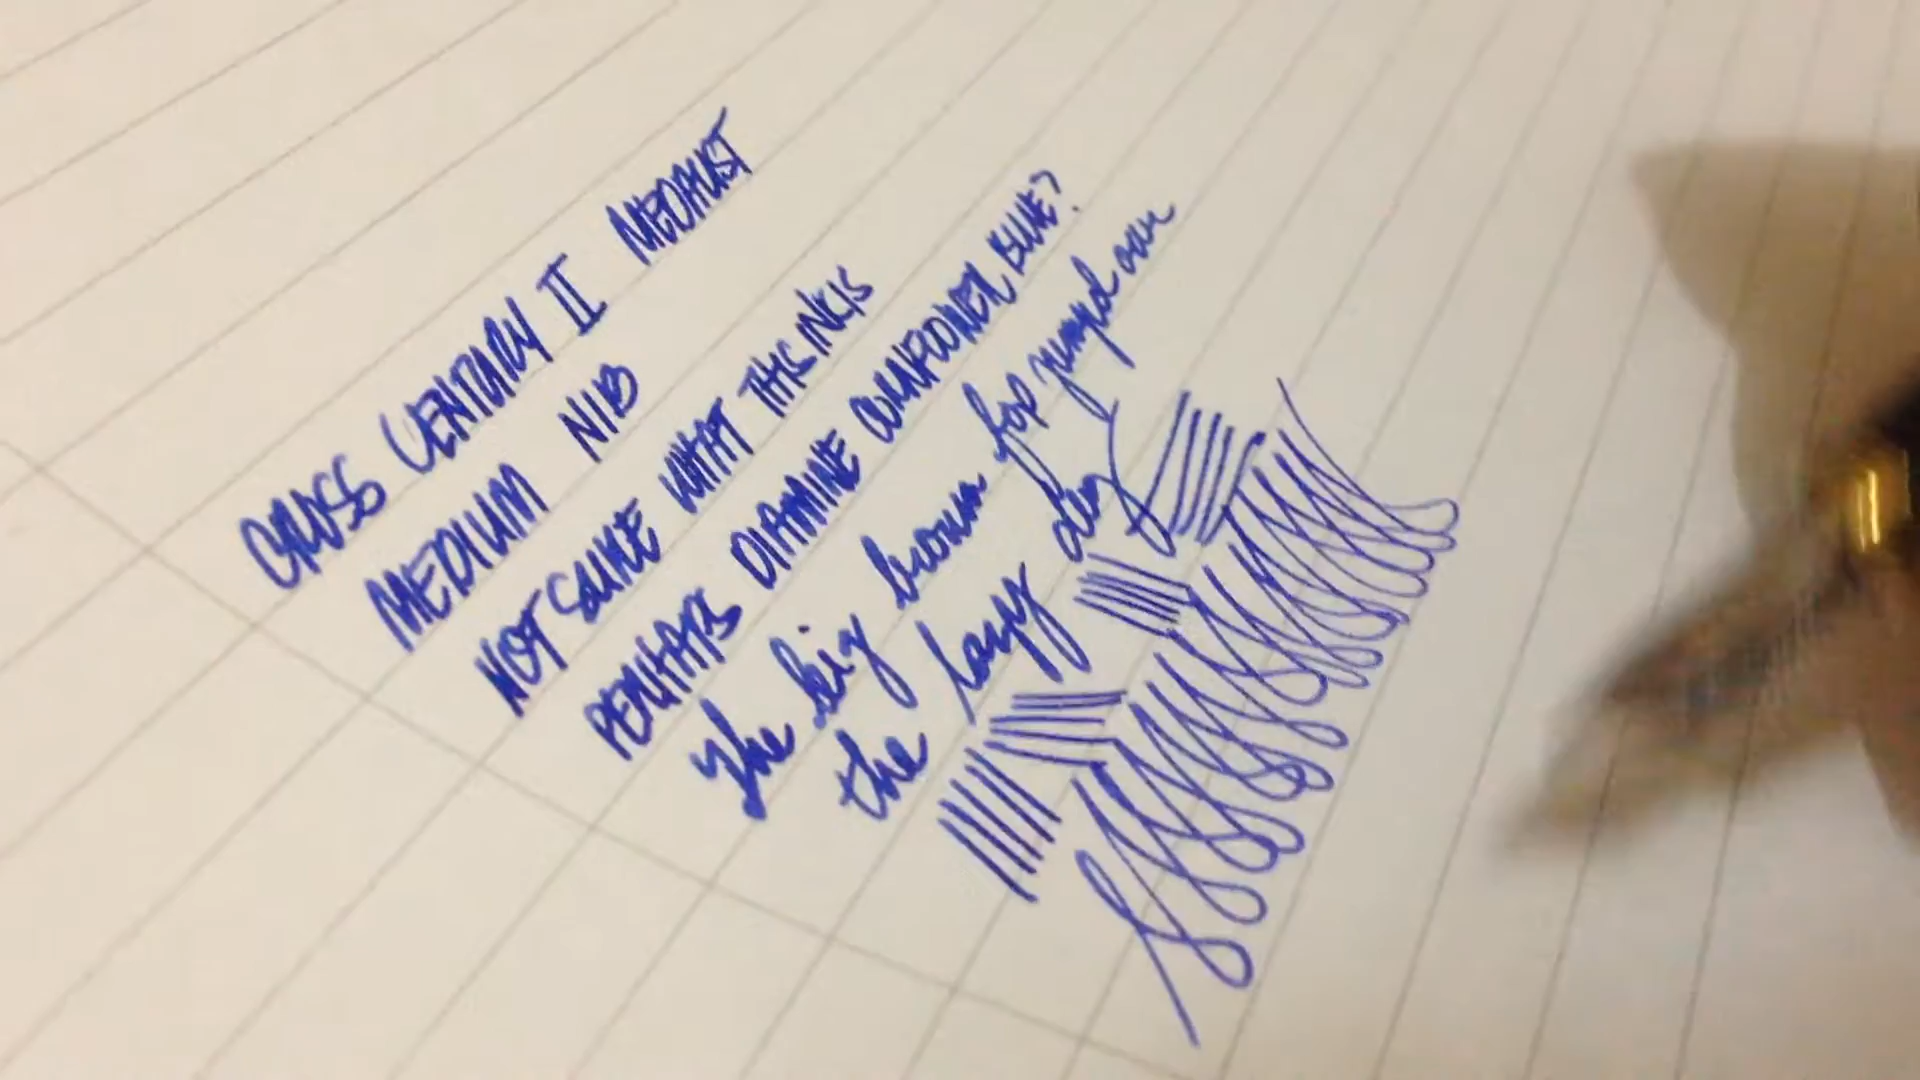 CROSS CENTURY II MEDALIST
MEDIUM NIB
NOT SURE WHAT THIS INK IS
PERHAPS DIAMINE CORNFLOWER BLUE?
The big brown fox jumped over
the lazy dog